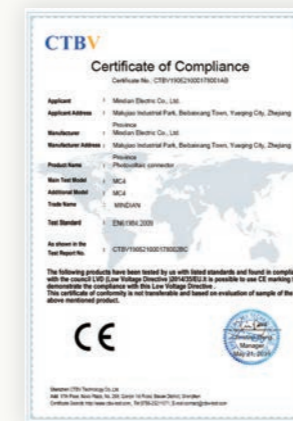 CTBV
Certificate of Compliance
Certificate No.: CTBV190521000178001AB
Applicant : Mindian Electric Co., Ltd.
Applicant Address : Malujiao Industrial Park, Beibaixiang Town, Yueqing City, Zhejiang
Province
Manufacturer : Mindian Electric Co., Ltd.
Manufacturer Address : Malujiao Industrial Park, Beibaixiang Town, Yueqing City, Zhejiang
Province
Product Name : Photovoltaic connector
Main Test Model : MC4
Additional Model : MC4
Trade Name : MINDIAN
Test Standard : EN61984:2009
As shown in the
Test Report No. :
The following products have been tested by us with listed standards and found in complia
with the council LVD (Low Voltage Directive )2014/35/EU.It is possible to use CE marking
demonstrate the compliance with this Low Voltage Directive .
This certificate of conformity is not transferable and based on evaluation of sample of the
above mentioned product.
CE
Manager